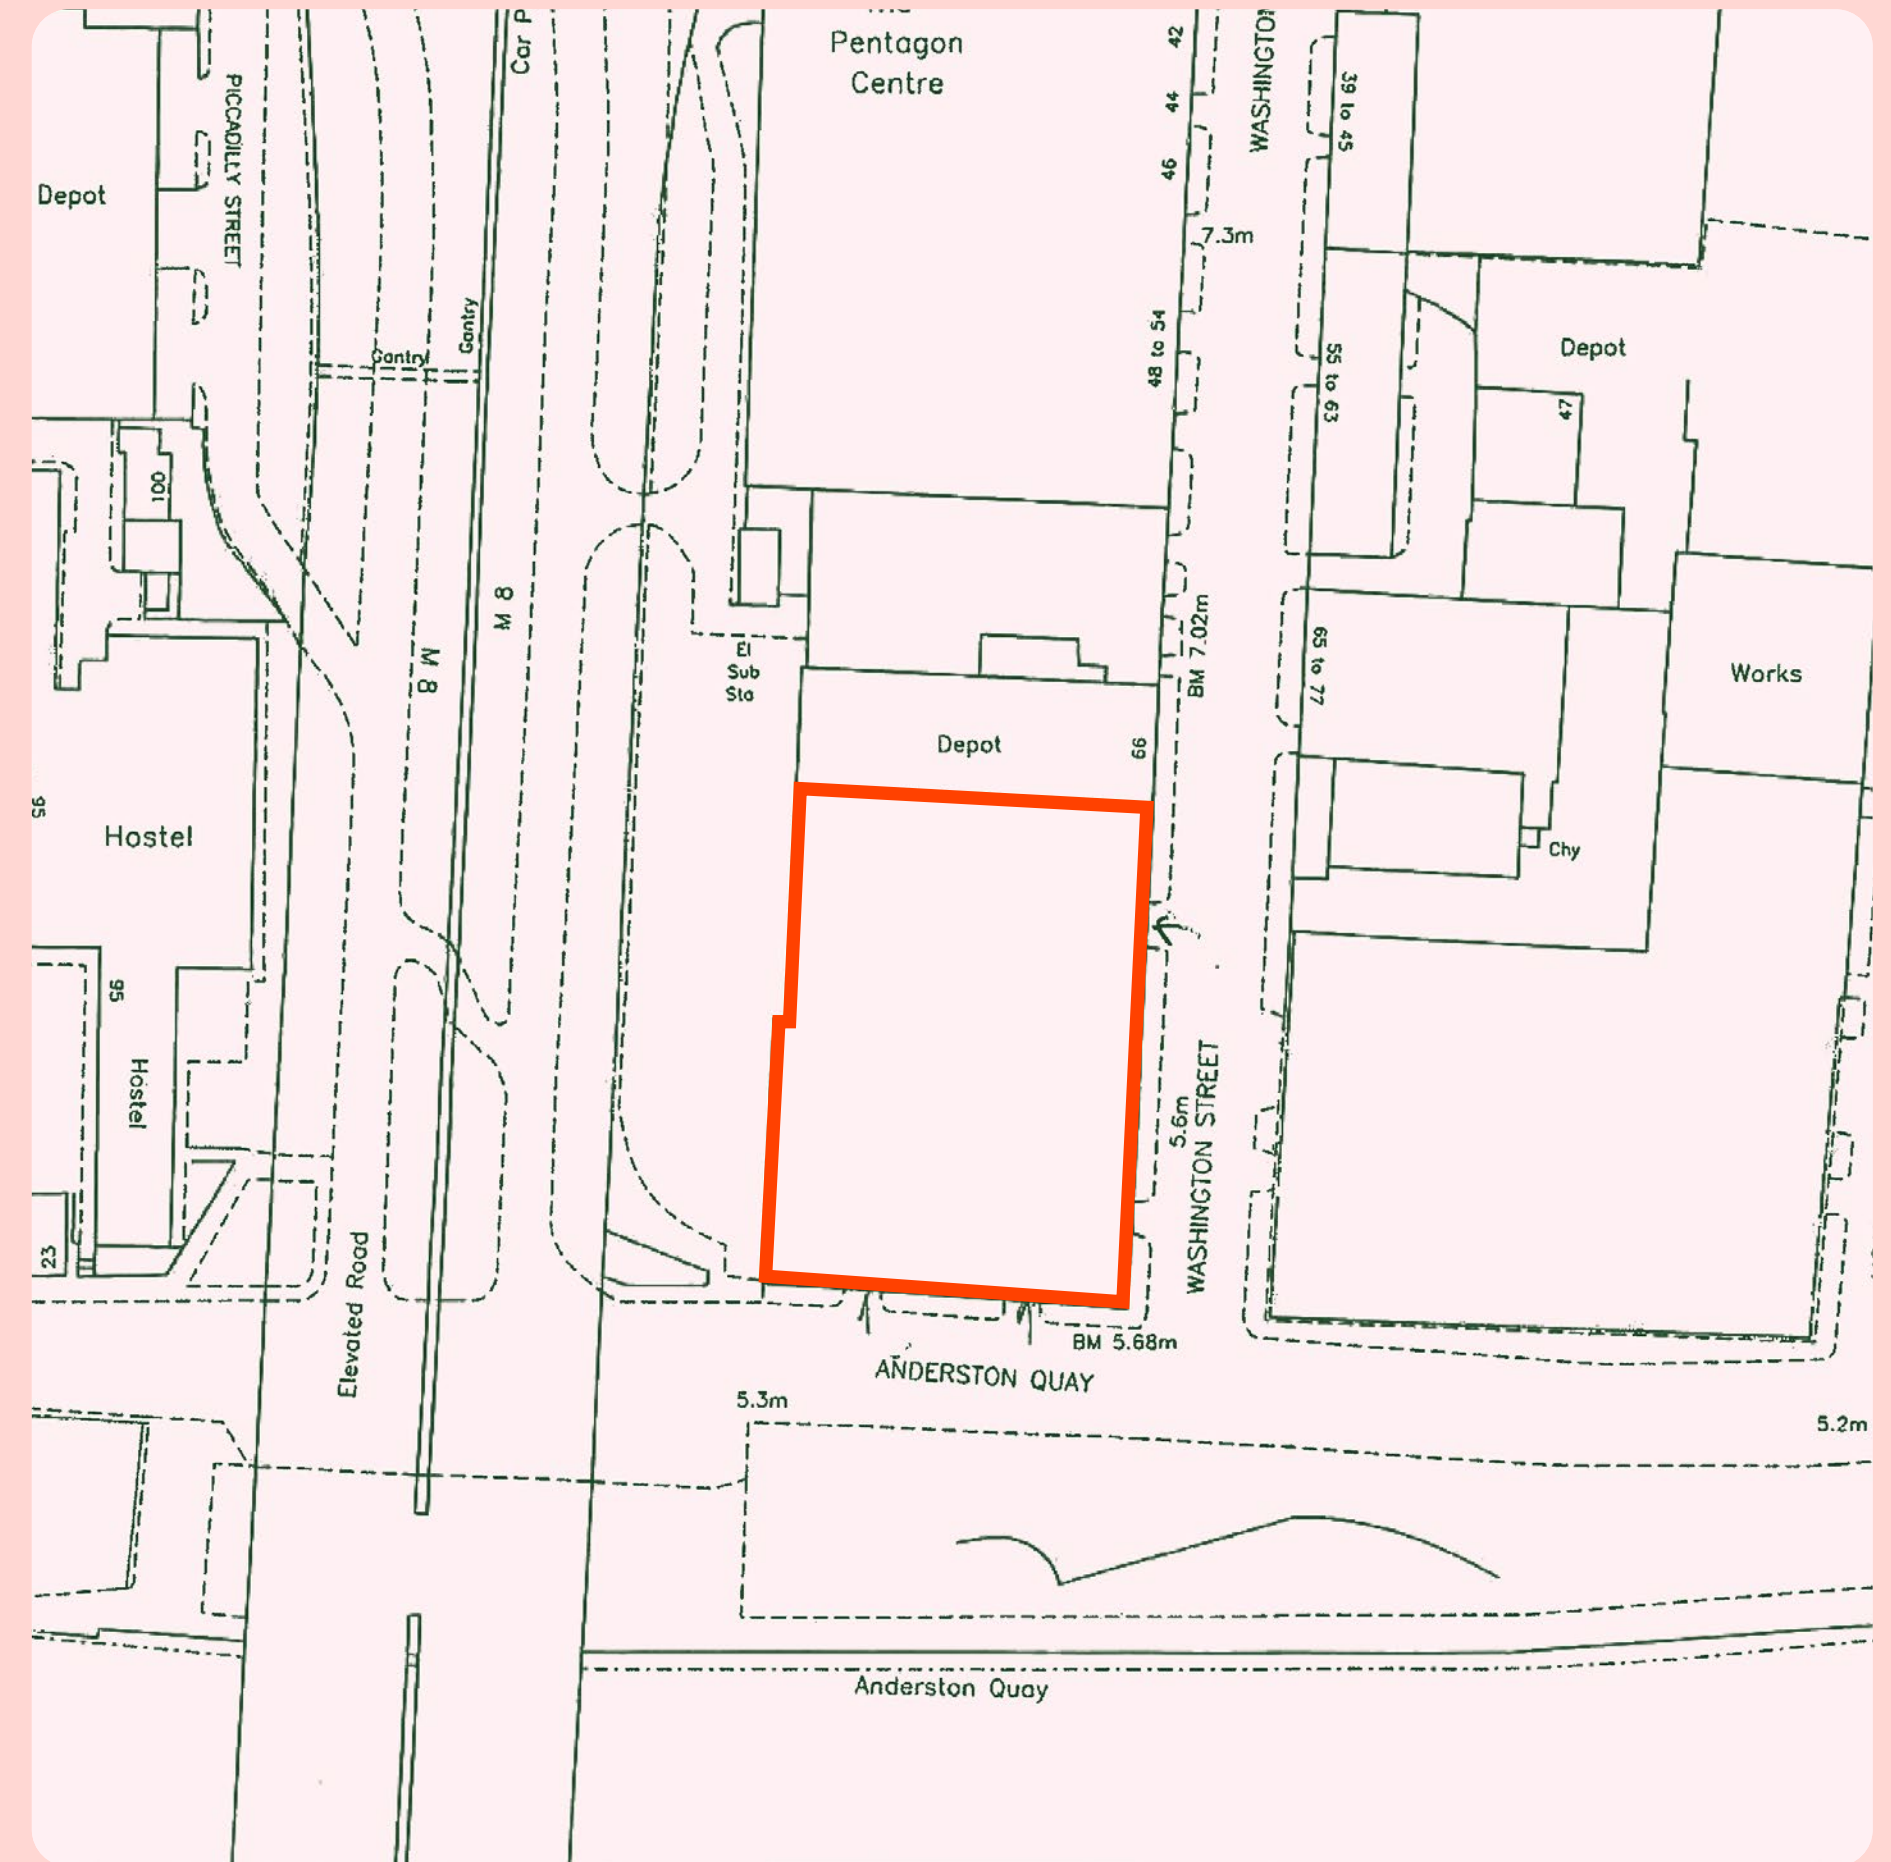 Car P
Pentagon
Centre
42
WASHINGTON
PICCADILLY STREET
39 to 45
44
46
Depot
7.3m
Gantry
Gantry
48 to 54
Depot
55 to 63
47
100
M 8
M 8
BM 7.02m
El
Sub
Sta
65 to 77
Works
Depot
66
95
Hostel
Chy
95
Hostel
5.6m
WASHINGTON STREET
23
Elevated Road
BM 5.68m
ANDERSTON QUAY
5.3m
5.2m
Anderston Quay